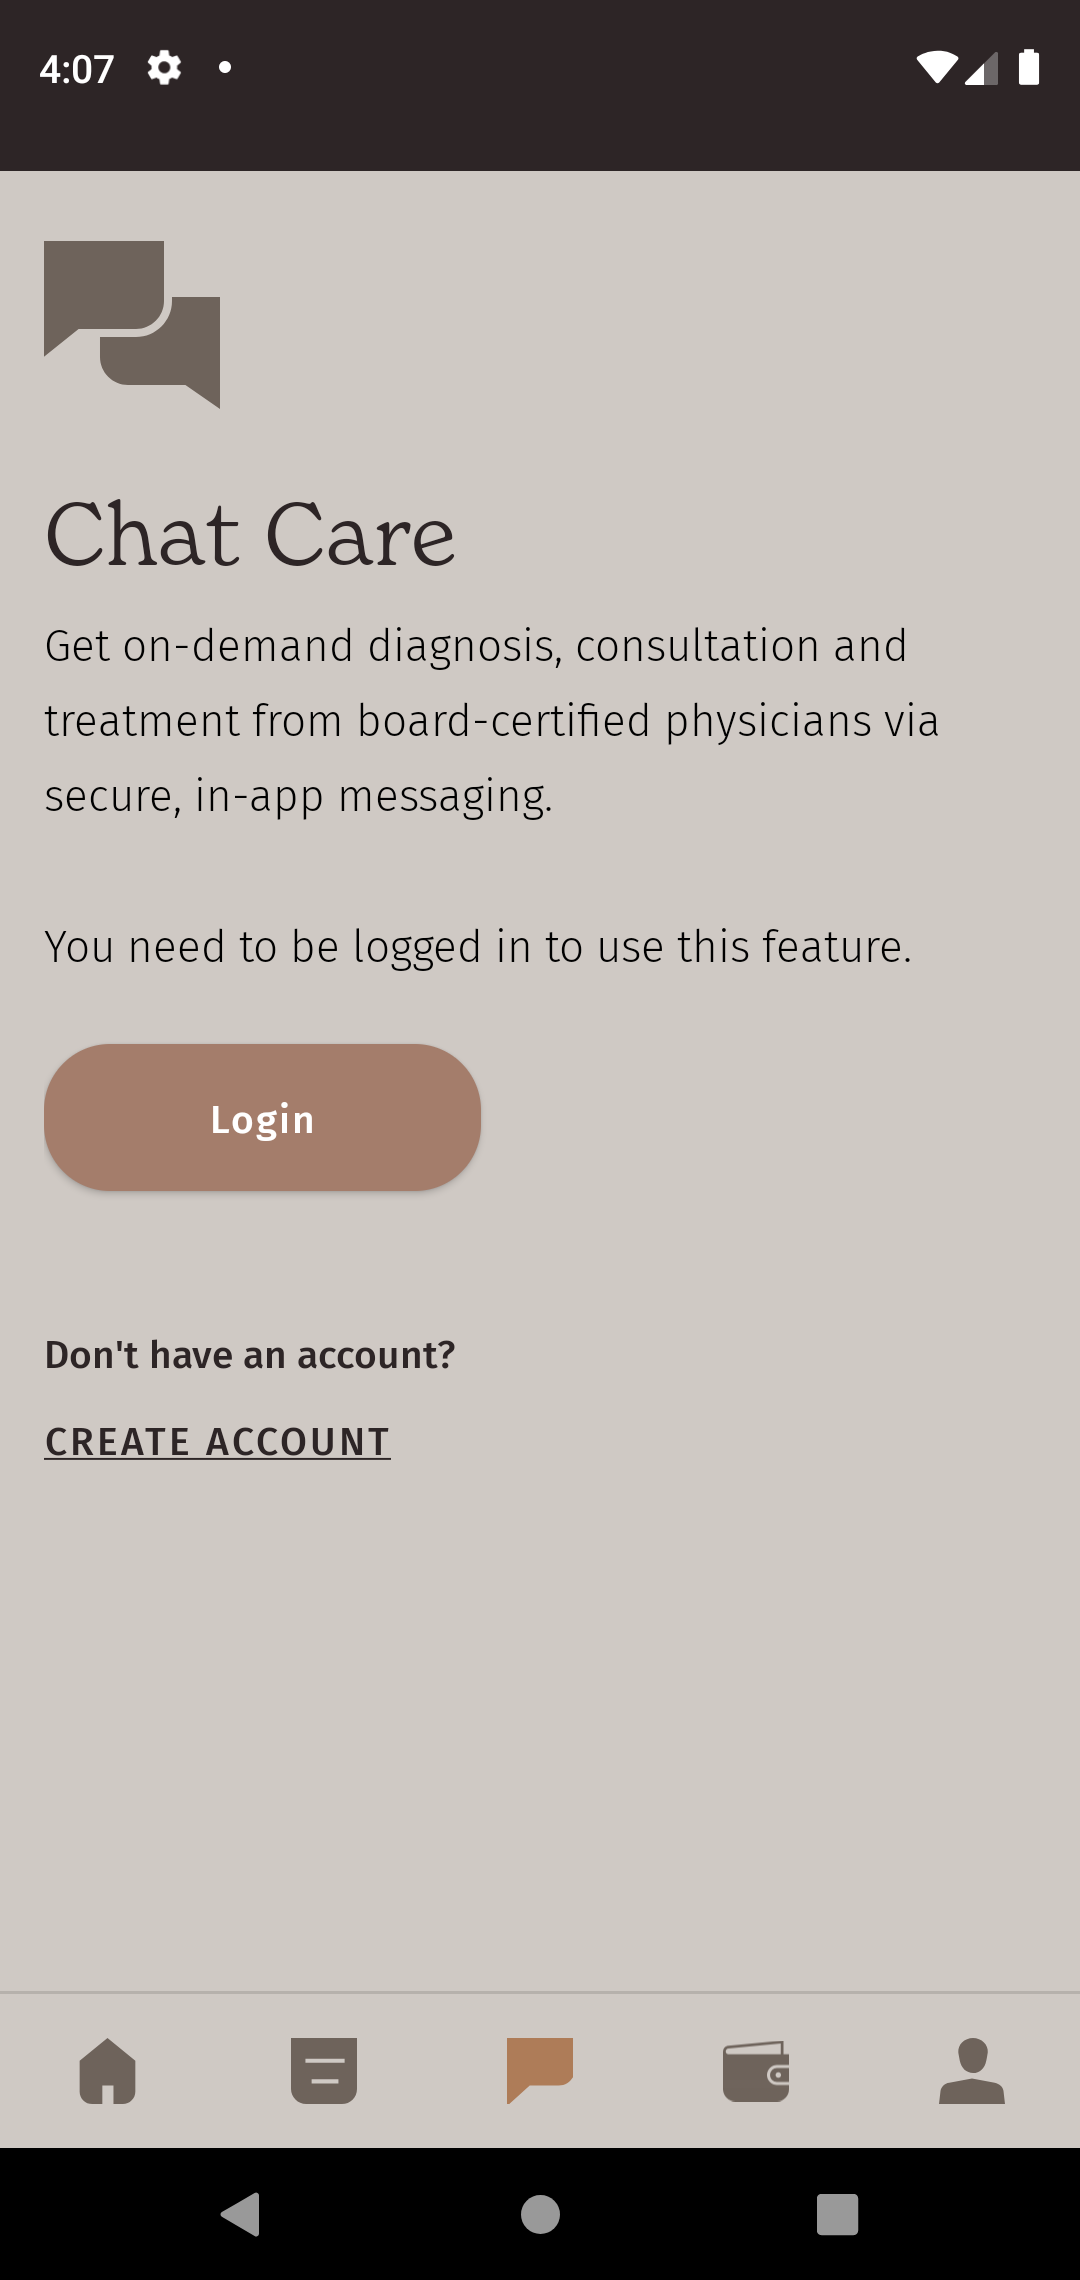 4:07
Chat Care
Get on-demand diagnosis, consultation and
treatment from board-certified physicians via
secure, in-app messaging.
You need to be logged in to use this feature.
Login
Don't have an account?
CREATE ACCOUNT